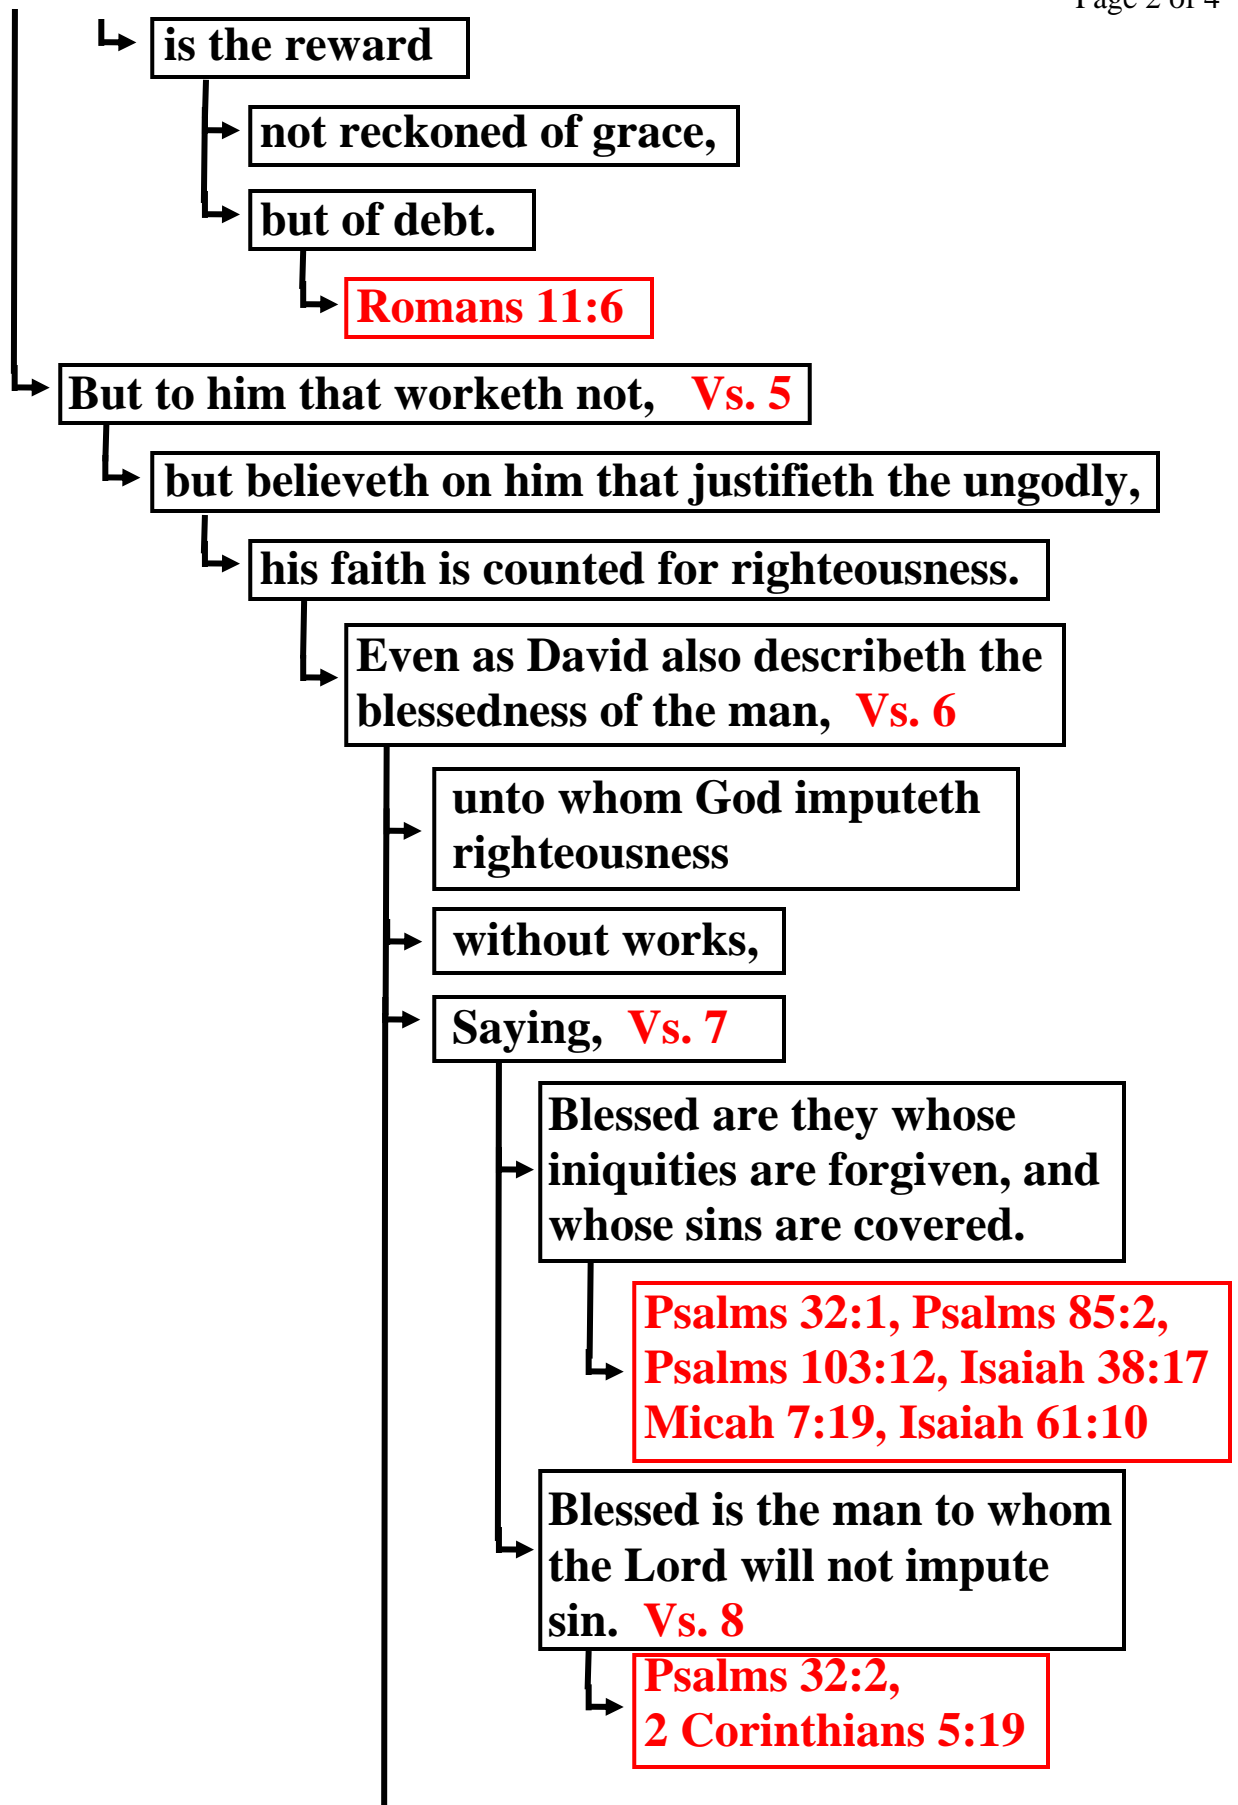 Page 2 of 4
is the reward
not reckoned of grace,
but of debt.
Romans 11:6
But to him that worketh not, Vs. 5
but believeth on him that justifieth the ungodly,
his faith is counted for righteousness.
Even as David also describeth the
blessedness of the man, Vs. 6
unto whom God imputeth
righteousness
without works,
Saying, Vs. 7
Blessed are they whose
iniquities are forgiven, and
whose sins are covered.
Psalms 32:1, Psalms 85:2,
Psalms 103:12, Isaiah 38:17
Micah 7:19, Isaiah 61:10
Blessed is the man to whom
the Lord will not impute
sin. Vs. 8
Psalms 32:2,
2 Corinthians 5:19